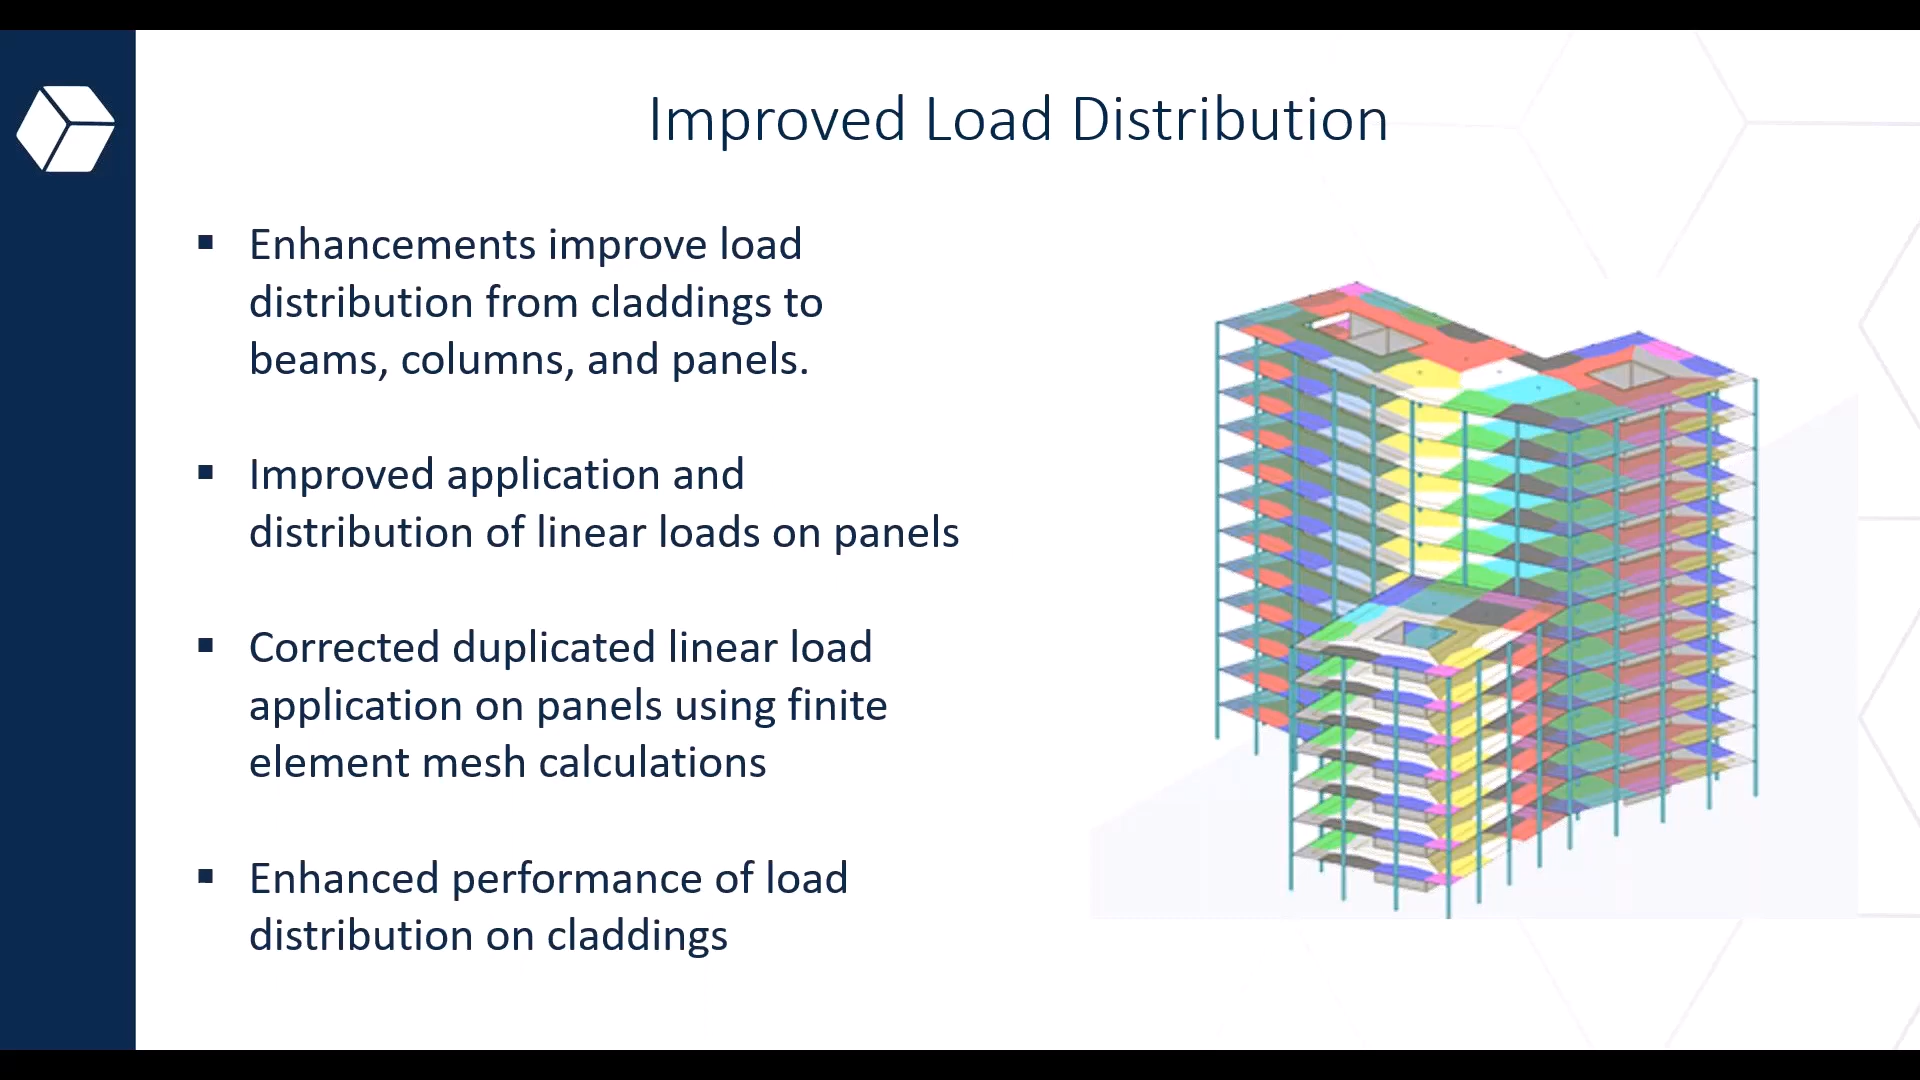 Improved Load Distribution
▪ Enhancements improve load
distribution from claddings to
beams, columns, and panels.
▪ Improved application and
distribution of linear loads on panels
▪ Corrected duplicated linear load
application on panels using finite
element mesh calculations
▪ Enhanced performance of load
distribution on claddings